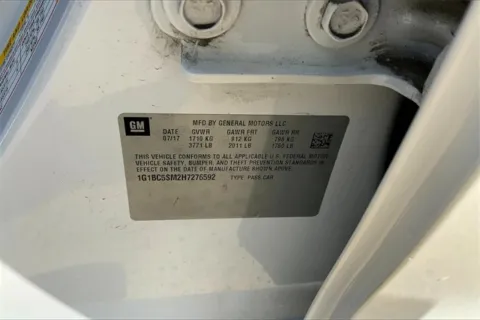 GM
MFD BY GENERAL MOTORS LLC
DATE GVWR GAWR FRT GAWR RR
07/17 1710 KG 912 KG 798 KG
3771 LB 2011 LB 1760 LB
THIS VEHICLE CONFORMS TO ALL APPLICABLE U.S. FEDERAL MOTOR
VEHICLE SAFETY, BUMPER, AND THEFT PREVENTION STANDARDS IN
EFFECT ON THE DATE OF MANUFACTURE SHOWN ABOVE.
1G1BC5SM2H7276592 TYPE: PASS CAR